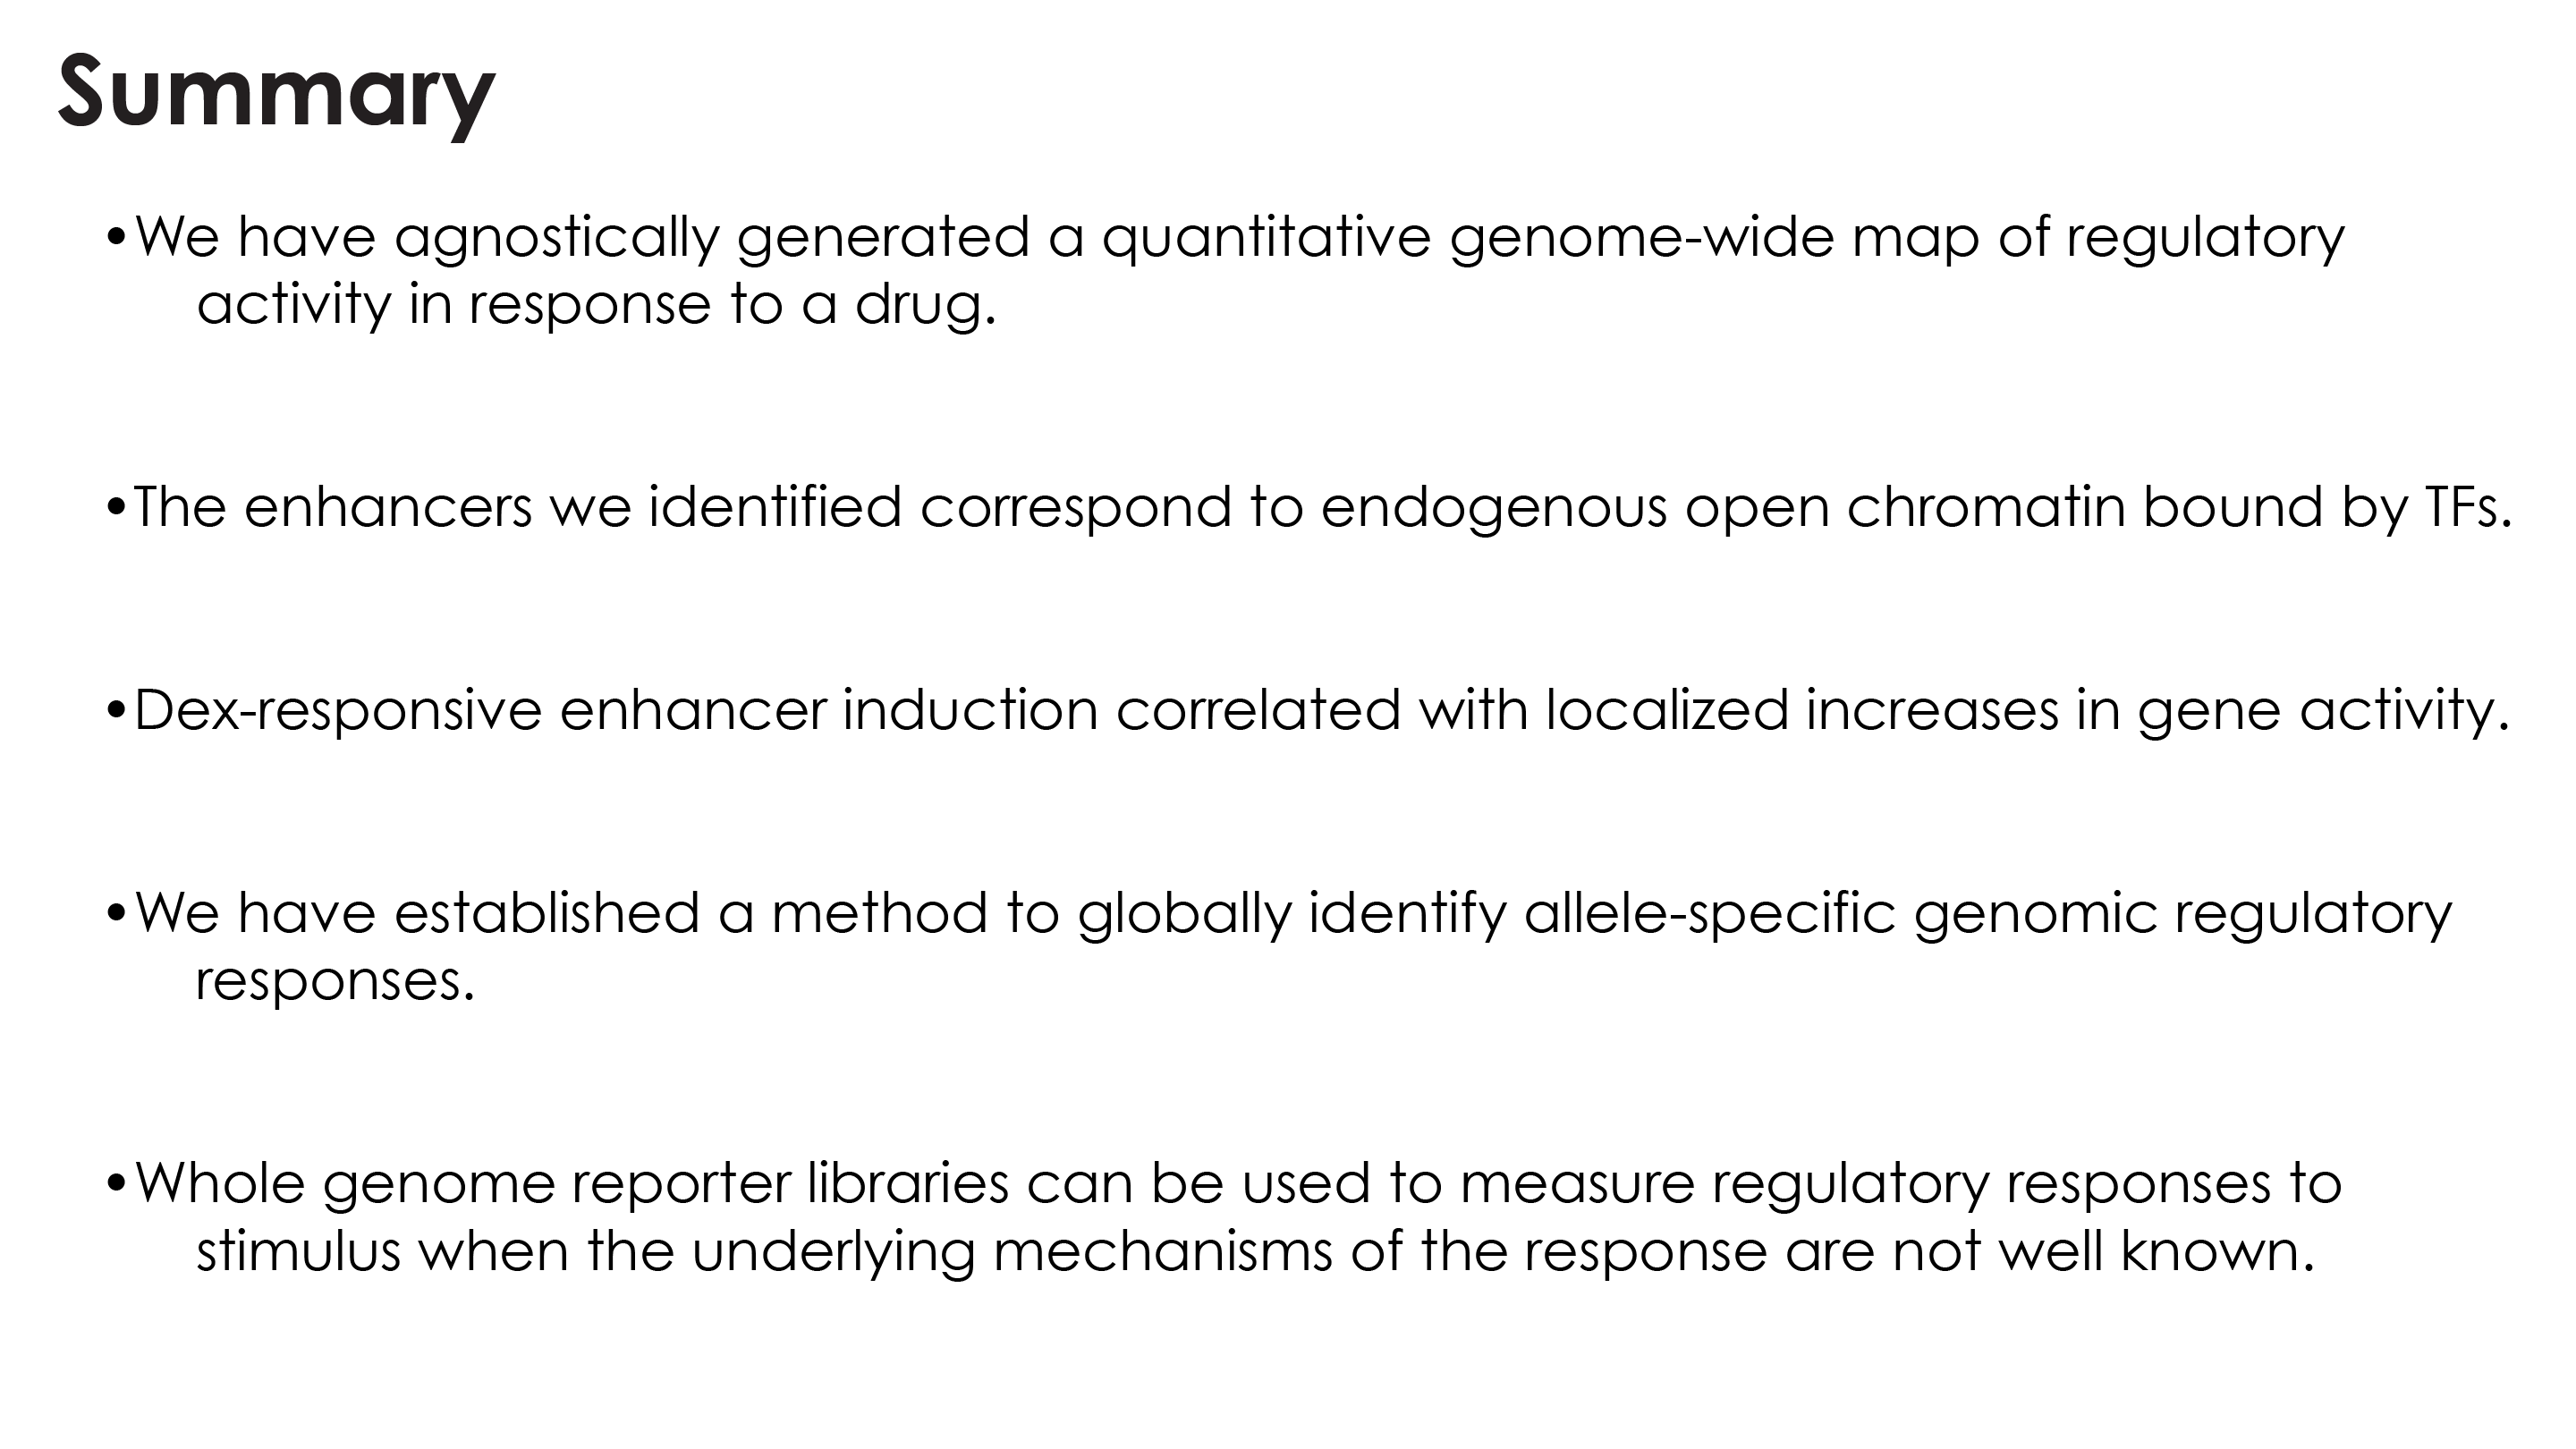 Summary
•We have agnostically generated a quantitative genome-wide map of regulatory
activity in response to a drug.
•The enhancers we identified correspond to endogenous open chromatin bound by TFs.
•Dex-responsive enhancer induction correlated with localized increases in gene activity.
•We have established a method to globally identify allele-specific genomic regulatory
responses.
•Whole genome reporter libraries can be used to measure regulatory responses to
stimulus when the underlying mechanisms of the response are not well known.